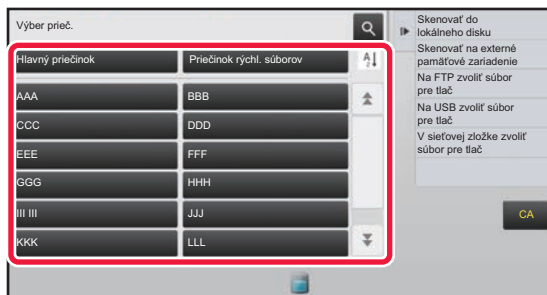 Výber prieč.
Hlavný priečinok
Priečinok rýchl. súborov
AAA
BBB
CCC
DDD
EEE
FFF
GGG
HHH
III III
JJJ
KKK
LLL
Skenovať do
lokálneho disku
Skenovať na externé
pamäťové zariadenie
Na FTP zvoliť súbor
pre tlač
Na USB zvoliť súbor
pre tlač
V sieťovej zložke zvoliť
súbor pre tlač
CA